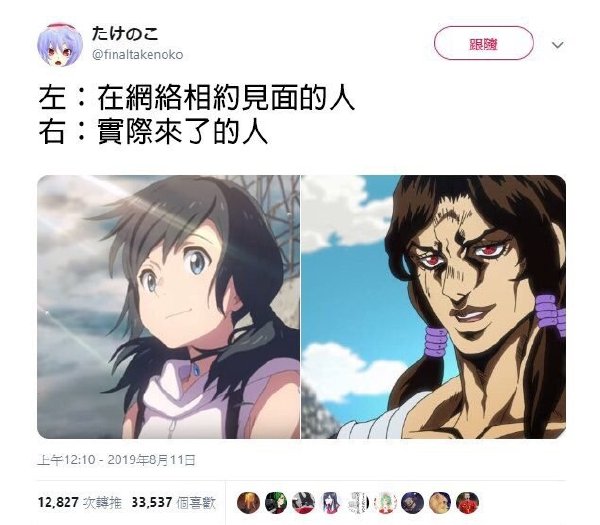 たけのこ
@finaltakenoko
跟隨
左：在網絡相約見面的人
右：實際來了的人
上午12:10 - 2019年8月11日
12,827 次轉推 33,537 個喜歡